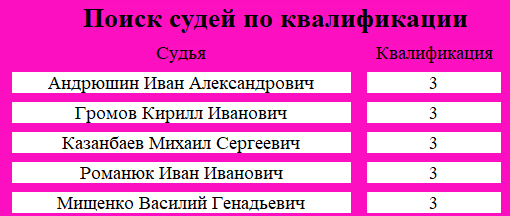 Поиск судей по квалификации
Судья Квалификация
Андрюшин Иван Александрович 3
Громов Кирилл Иванович 3
Казанбаев Михаил Сергеевич 3
Романюк Иван Иванович 3
Мищенко Василий Генадьевич 3